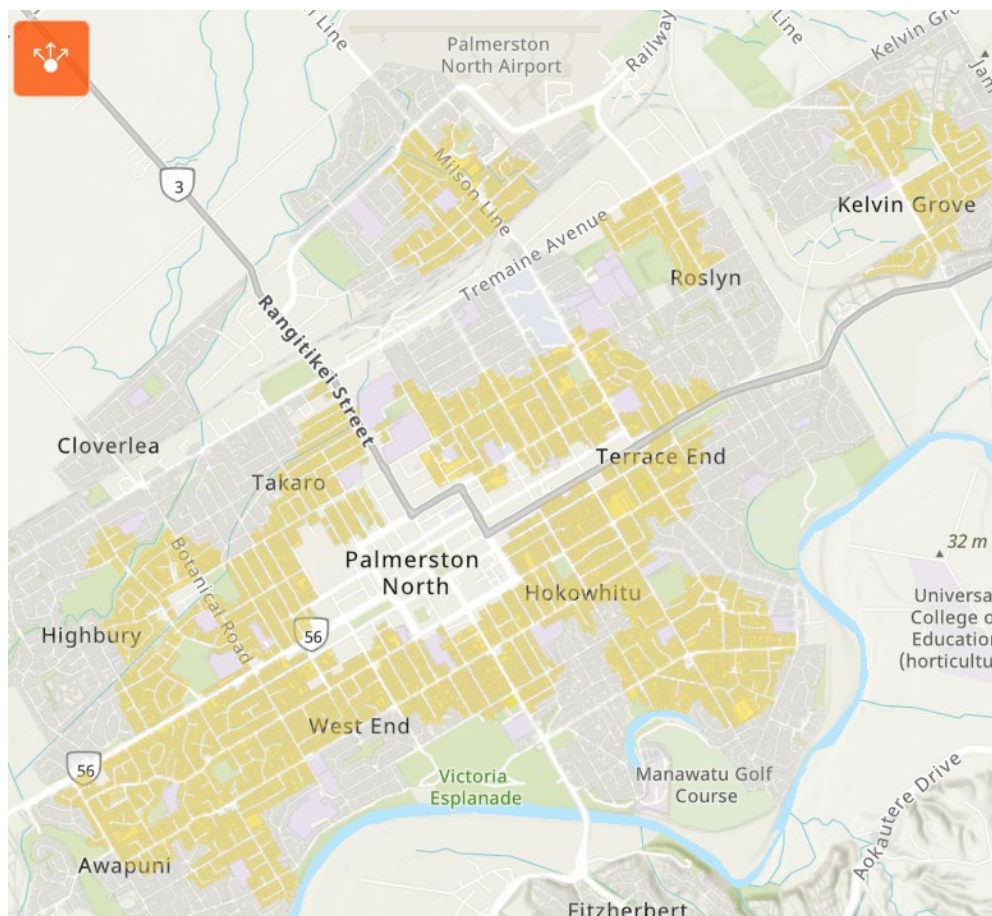 n Line
Palmerston
North Airport
Railway
Line
Kelvin Gro
Jam
3
Milson Line
Kelvin Grove
Tremaine Avenue
Roslyn
Rangitikei Street
Cloverlea
Takaro
Terrace End
Botanical Road
Palmerston
North
32 m
Hokowhitu
Universa
College o
Education
(horticultu
Highbury
56
West End
56
Victoria
Esplanade
Manawatu Golf
Course
Aokautere Drive
Awapuni
Fitzherbert